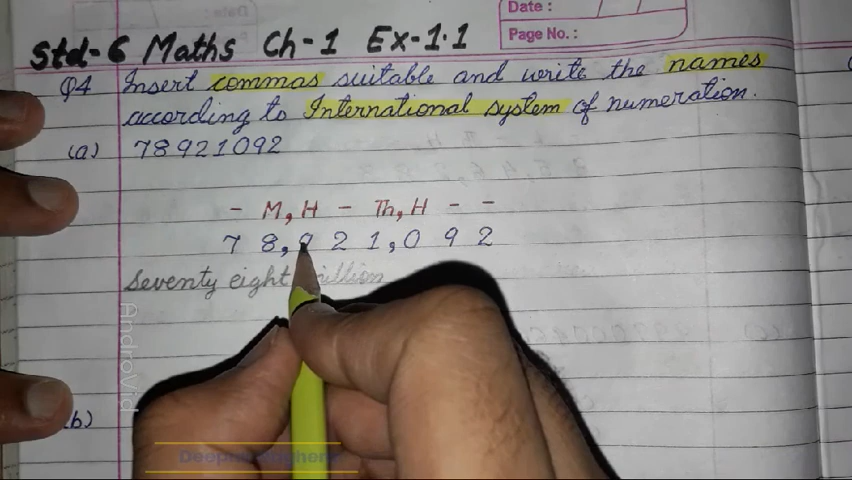 Date :
Page No. :
Std-6 Maths Ch-1 Ex-1.1
Q4 Insert commas suitable and write the names
according to International system of numeration.
(a) 78921092
- M, H - Th, H - -
7 8, 9 2 1, 0 9 2
Seventy eight million
AndroVid
(b)